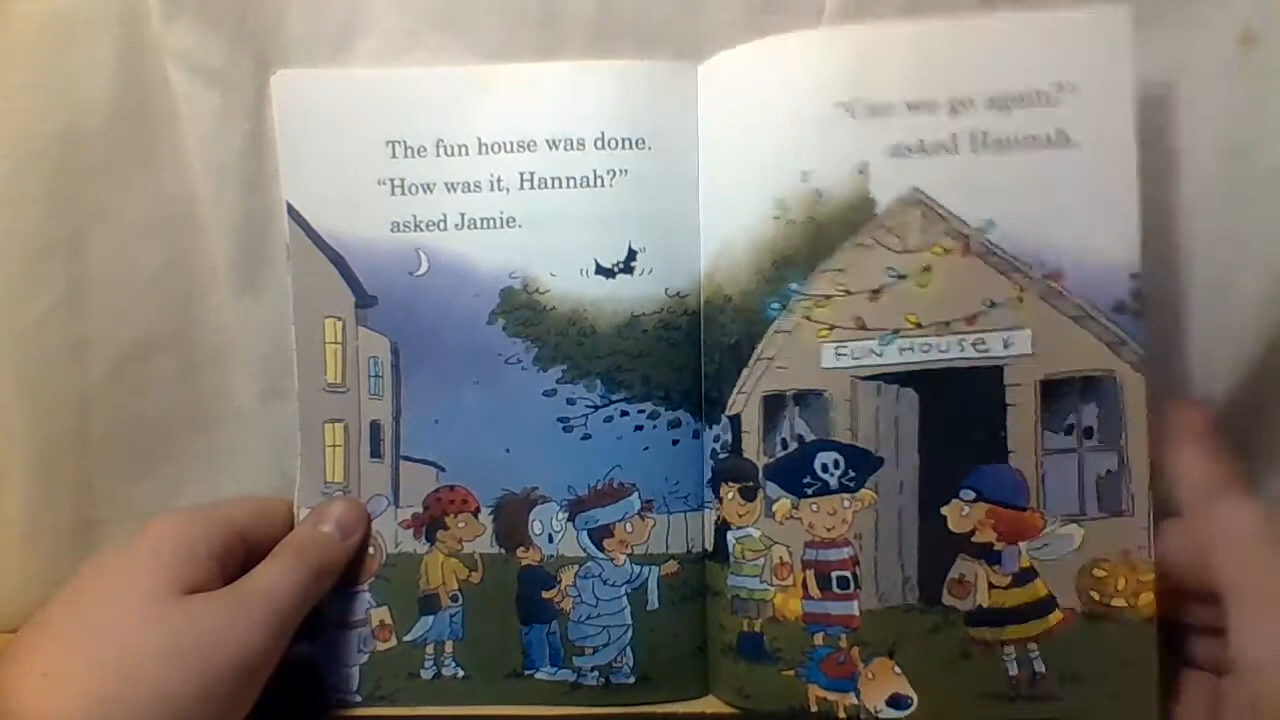 The fun house was done.
“How was it, Hannah?”
asked Jamie.
“Can we go again?”
asked Hannah.
FUN HOUSE